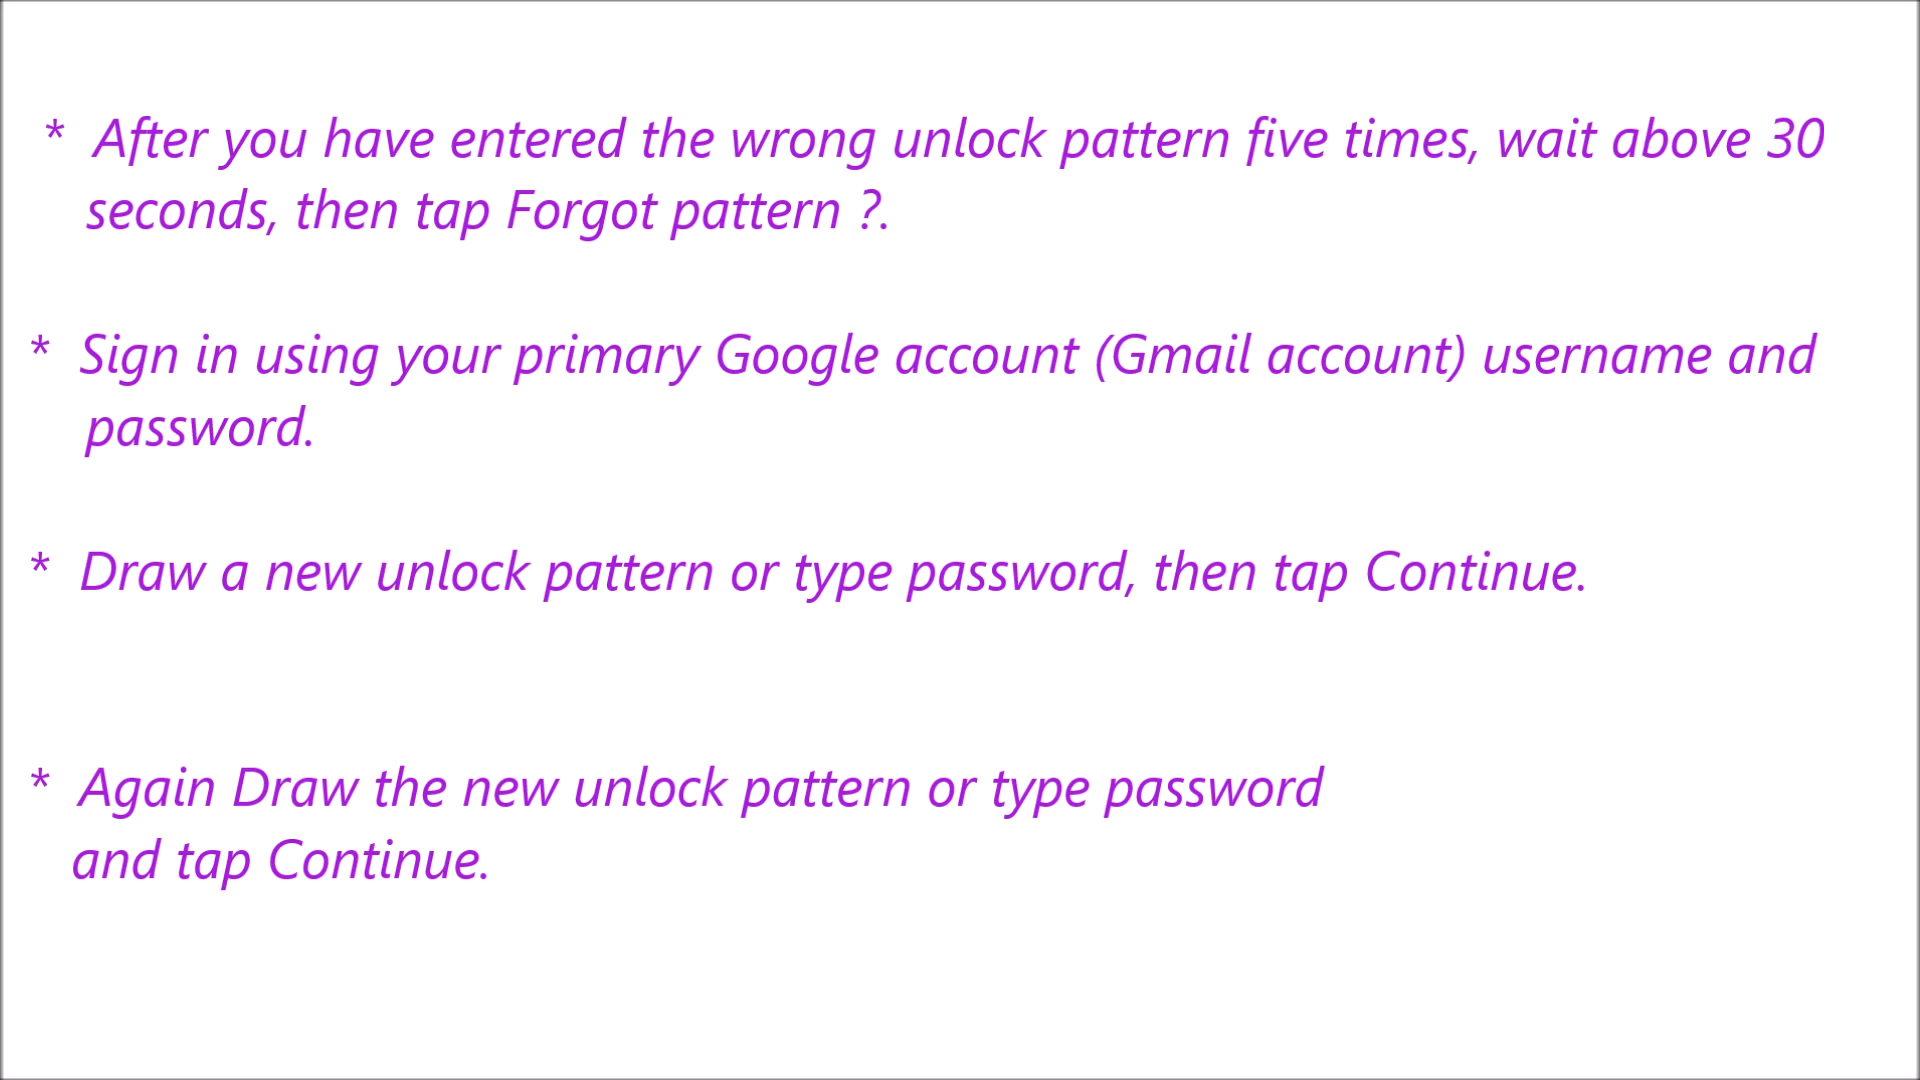 * After you have entered the wrong unlock pattern five times, wait above 30
seconds, then tap Forgot pattern ?.
* Sign in using your primary Google account (Gmail account) username and
password.
* Draw a new unlock pattern or type password, then tap Continue.
* Again Draw the new unlock pattern or type password
and tap Continue.